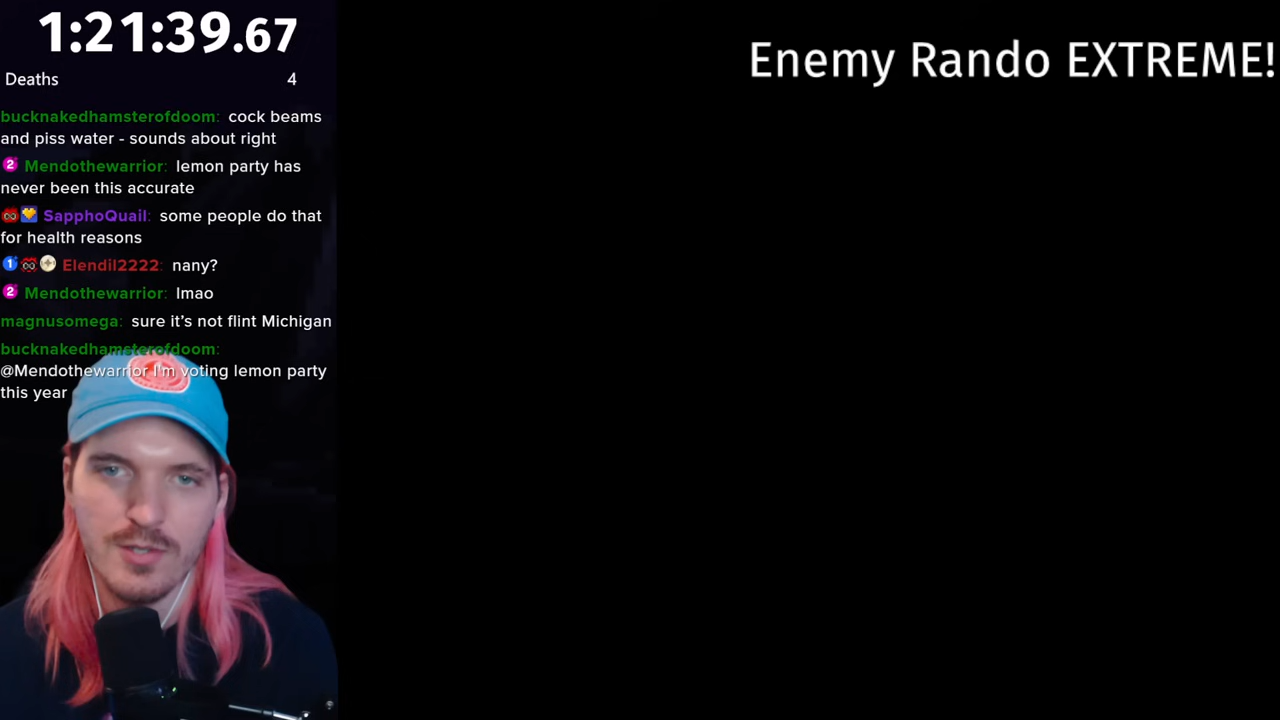 1:21:39.67
Deaths 4
Enemy Rando EXTREME!
bucknakedhamsterofdoom: cock beams
and piss water - sounds about right
Mendothewarrior: lemon party has
never been this accurate
SapphoQuail: some people do that
for health reasons
Elendil2222: nany?
Mendothewarrior: lmao
magnusomega: sure it’s not flint Michigan
bucknakedhamsterofdoom:
@Mendothewarrior I'm voting lemon party
this year